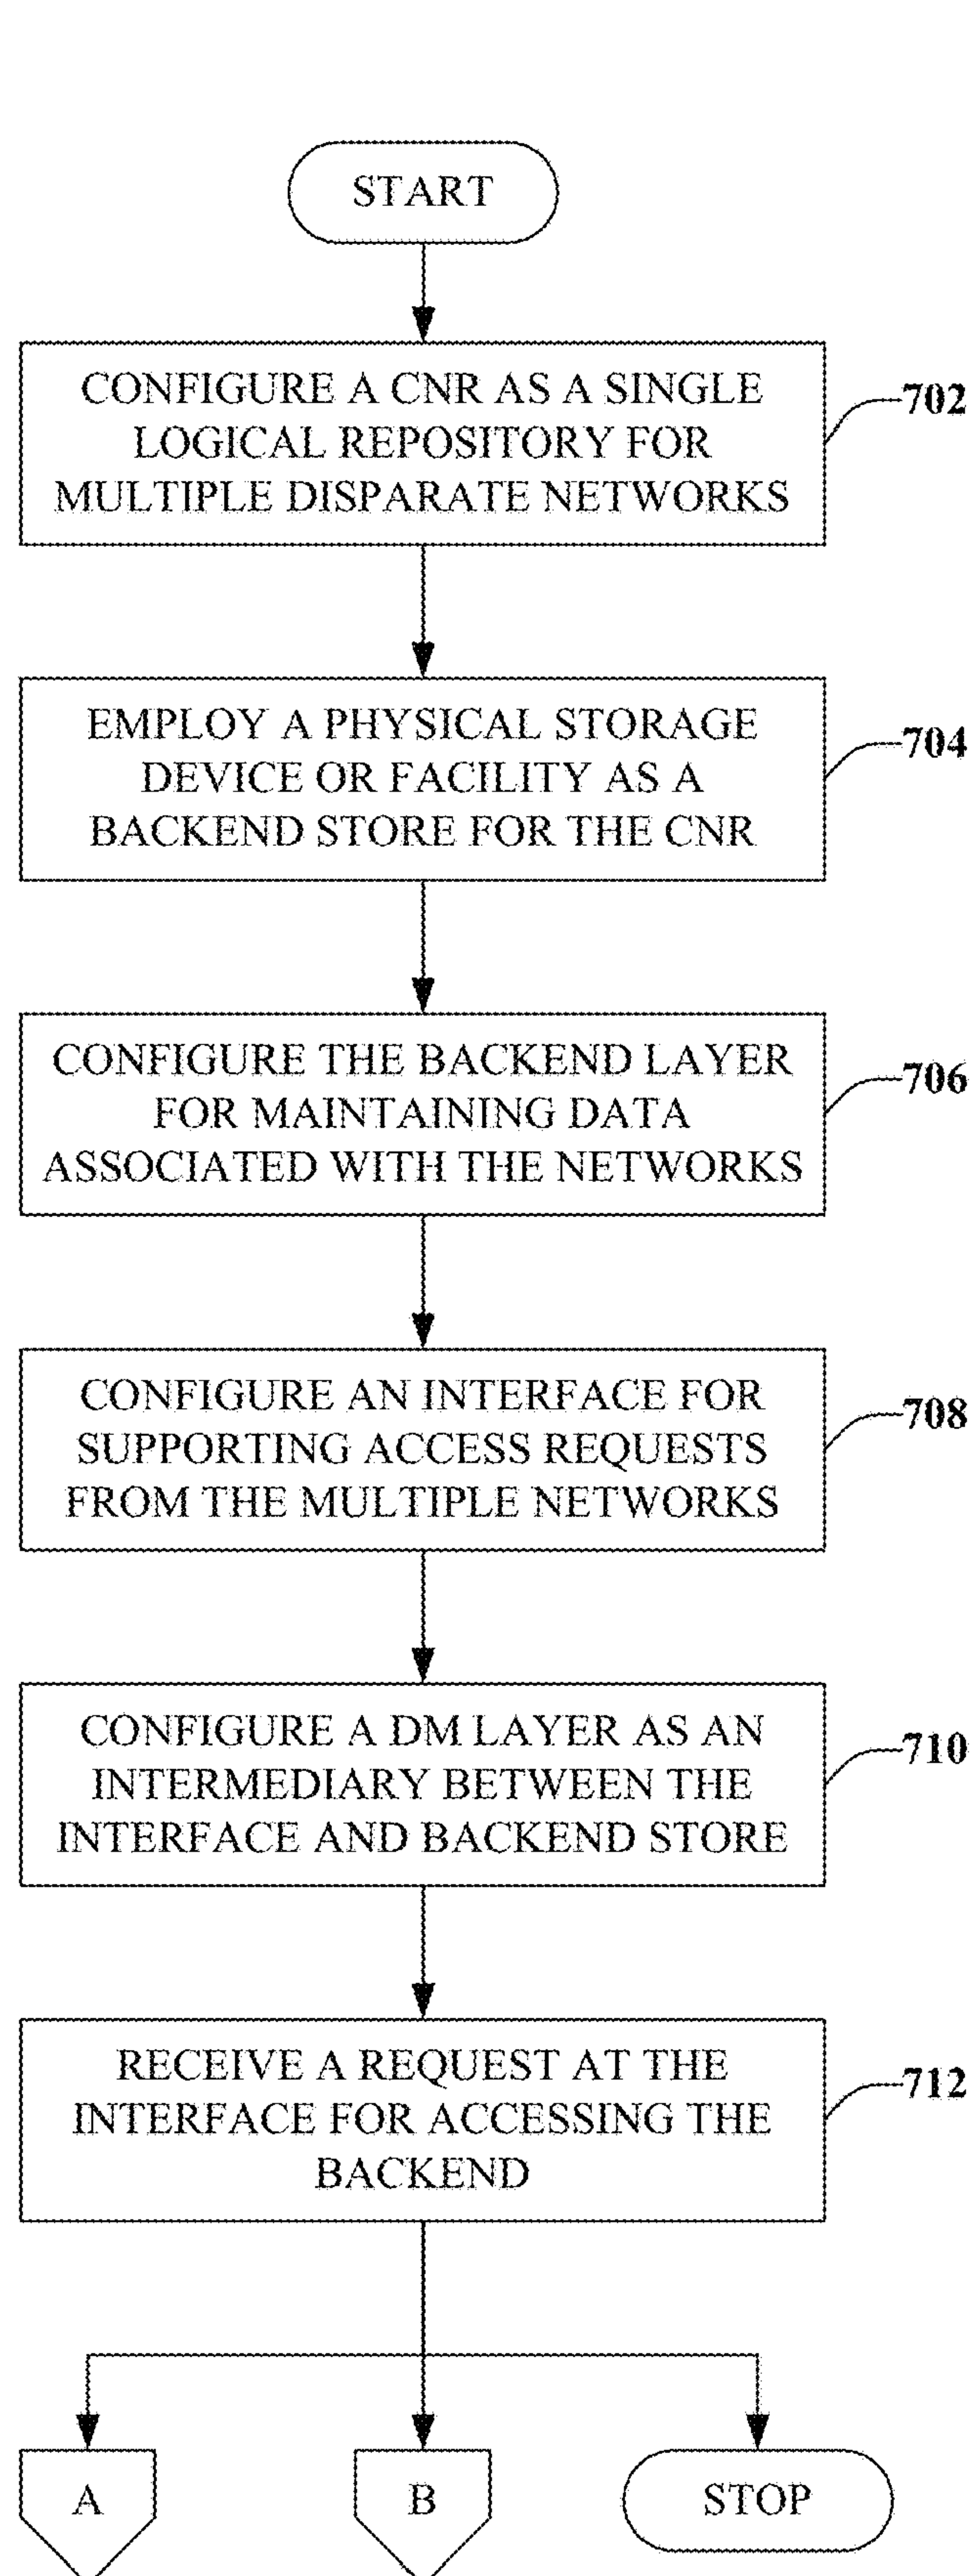 START
CONFIGURE A CNR AS A SINGLE
LOGICAL REPOSITORY FOR
MULTIPLE DISPARATE NETWORKS
702
EMPLOY A PHYSICAL STORAGE
DEVICE OR FACILITY AS A
BACKEND STORE FOR THE CNR
704
CONFIGURE THE BACKEND LAYER
FOR MAINTAINING DATA
ASSOCIATED WITH THE NETWORKS
706
CONFIGURE AN INTERFACE FOR
SUPPORTING ACCESS REQUESTS
FROM THE MULTIPLE NETWORKS
708
CONFIGURE A DM LAYER AS AN
INTERMEDIARY BETWEEN THE
INTERFACE AND BACKEND STORE
710
RECEIVE A REQUEST AT THE
INTERFACE FOR ACCESSING THE
BACKEND
712
A
B
STOP